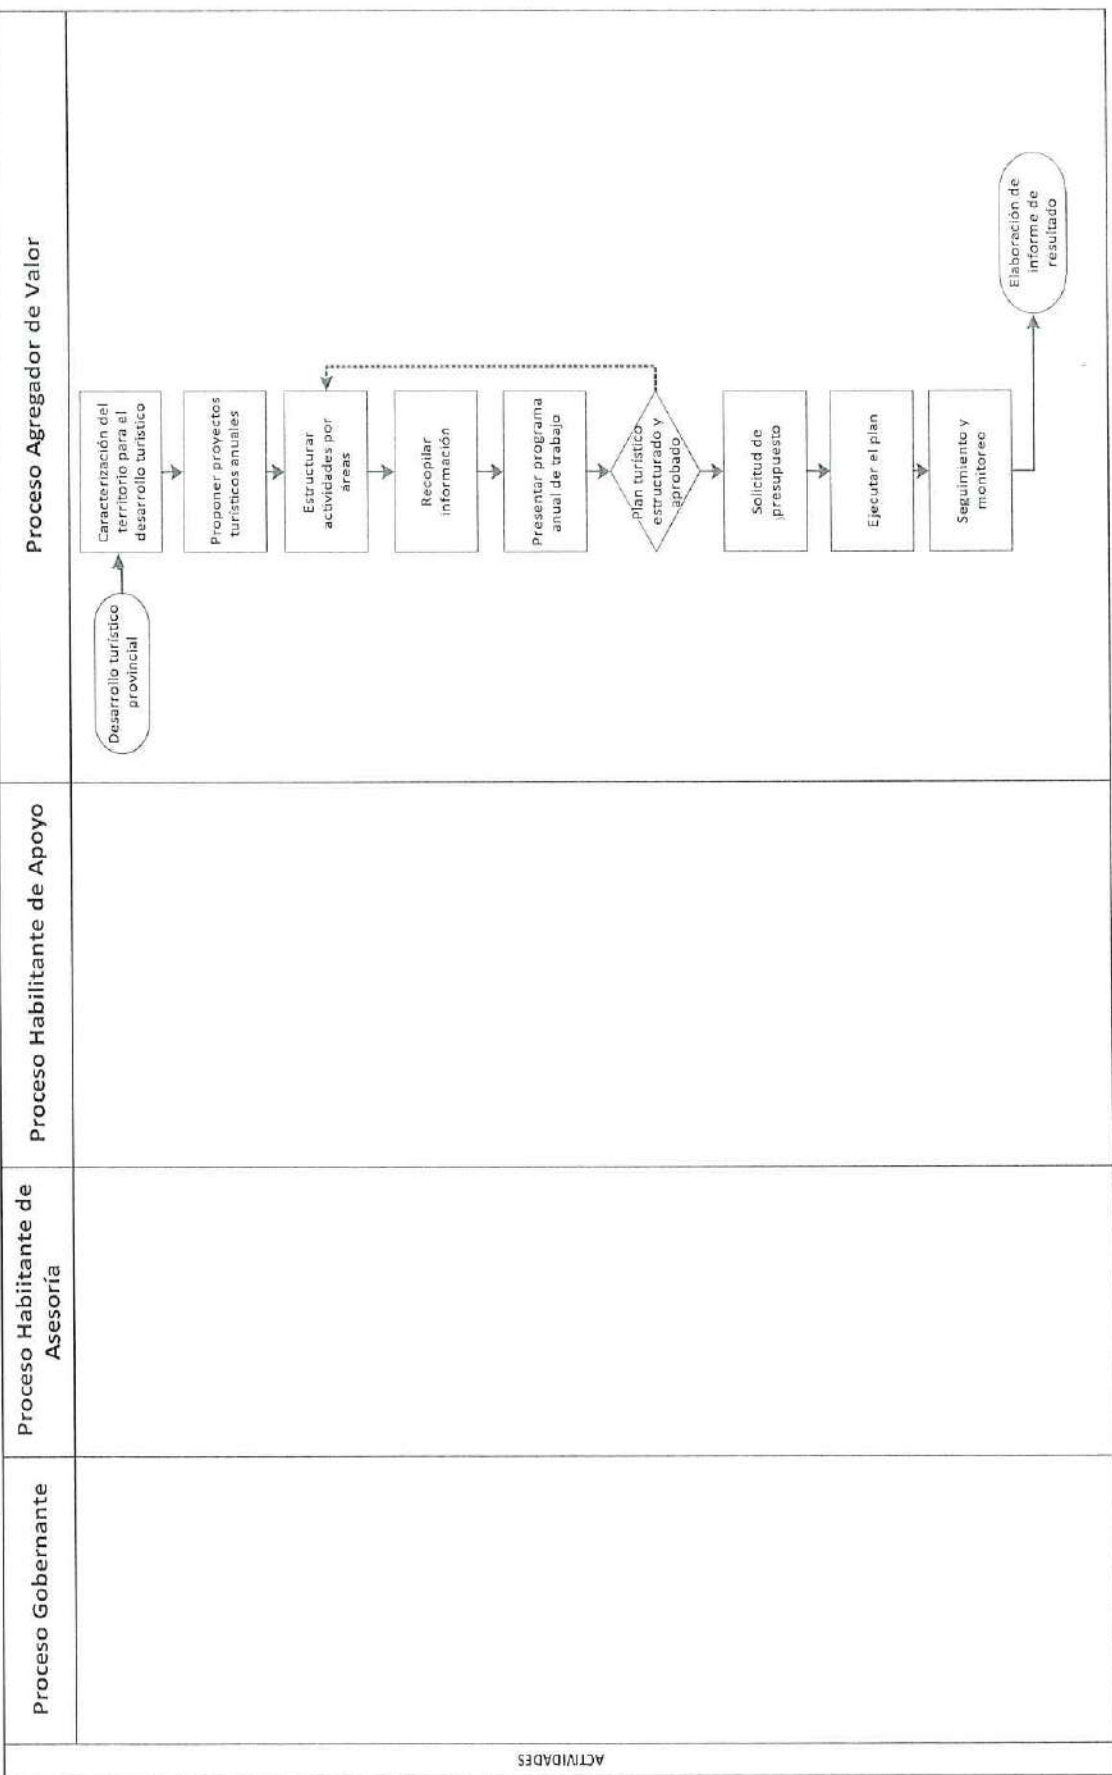 Proceso Gobernante
Proceso Habiitante de
Asesoría
Proceso Habilitante de Apoyo
Proceso Agregador de Valor
ACTIVIDADES
Desarrollo turístico
provincial
Caracterización del
territorio para el
desarrollo turístico
Proponer proyectos
turísticos anuales
Estructurar
actividades por
áreas
Recopilar
información
Presentar programa
anual de trabajo
Plan turístico
estructurado y
aprobado
Solicitud de
presupuesto
Ejecutar el plan
Seguimiento y
monitoreo
Elaboración de
informe de
resultado